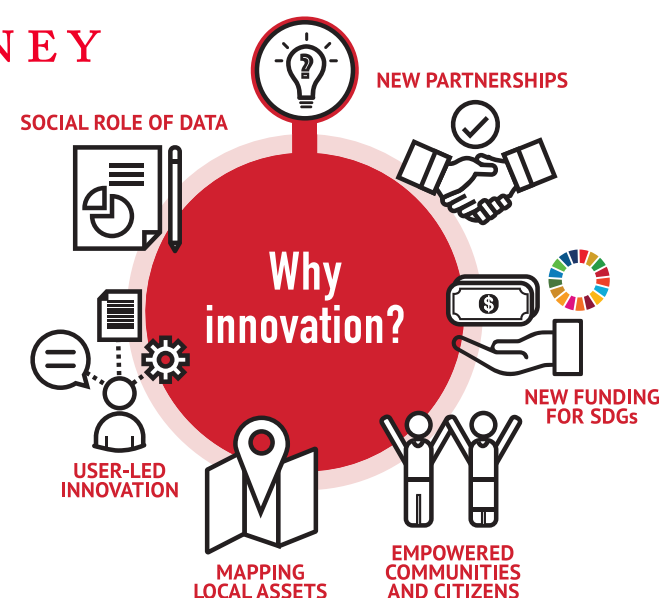 NEY
NEW PARTNERSHIPS
SOCIAL ROLE OF DATA
?
Why
innovation?
$
NEW FUNDING
FOR SDGs
USER-LED
INNOVATION
MAPPING
LOCAL ASSETS
EMPOWERED
COMMUNITIES
AND CITIZENS